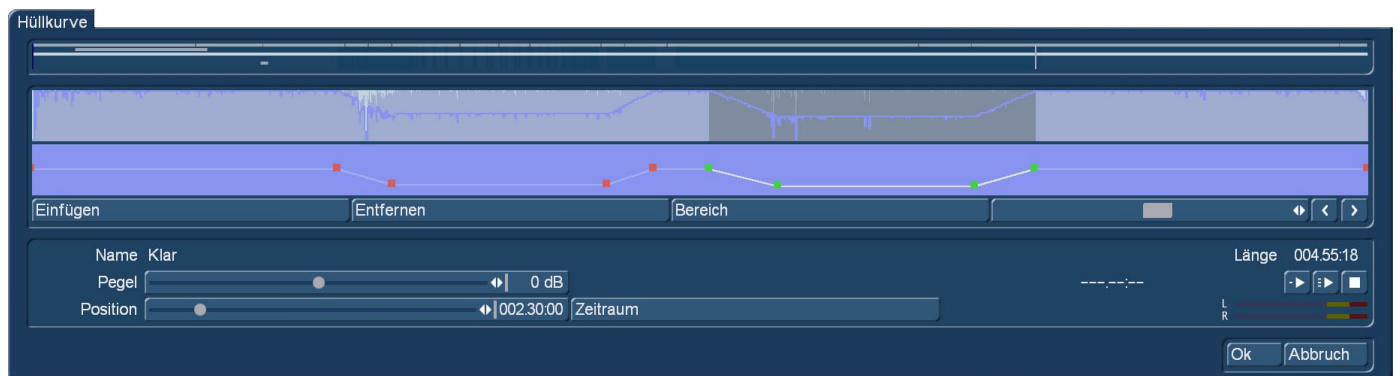 Hüllkurve
Einfügen Entfernen Bereich
Name Klar Länge 004.55:18
Pegel 0 dB ---.--:--
Position 002.30:00 Zeitraum L
R
Ok Abbruch